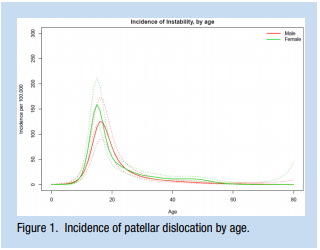 Incidence of Instability, by age
Male
Female
Incidence per 100,000
300
250
200
150
100
50
0
0
20
40
60
80
Age
Figure 1. Incidence of patellar dislocation by age.